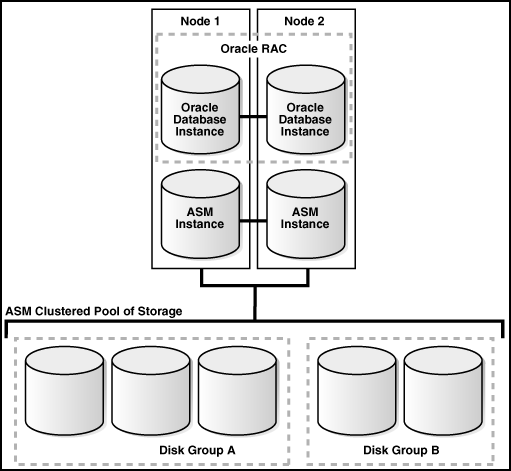 Node 1
Node 2
Oracle RAC
Oracle
Database
Instance
Oracle
Database
Instance
ASM
Instance
ASM
Instance
ASM Clustered Pool of Storage
Disk Group A
Disk Group B